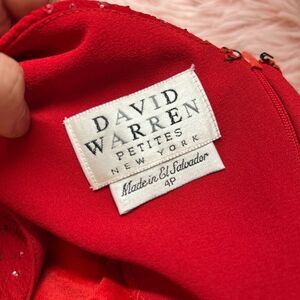 DAVID
WARREN
PETITES
NEW YORK
Made in El Salvador
4P